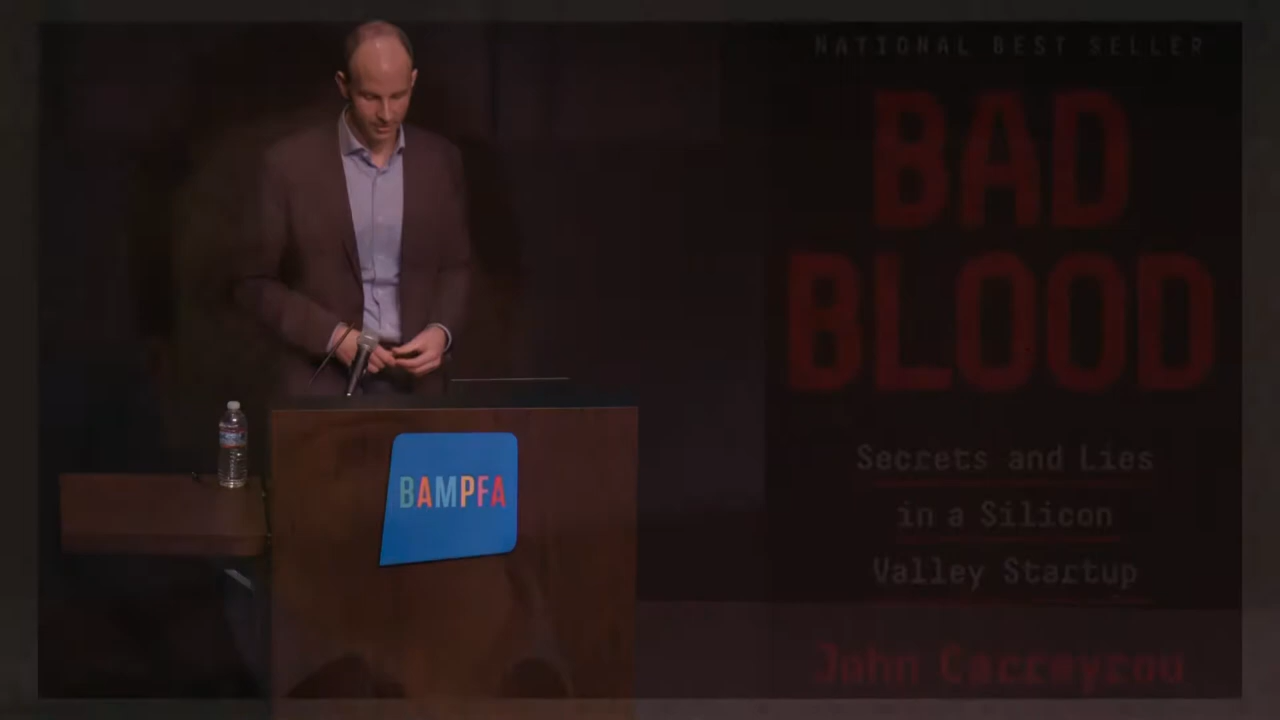 NATIONAL BEST SELLER
BAD
BLOOD
Secrets and Lies
in a Silicon
Valley Startup
John Carreyrou
BAMPFA